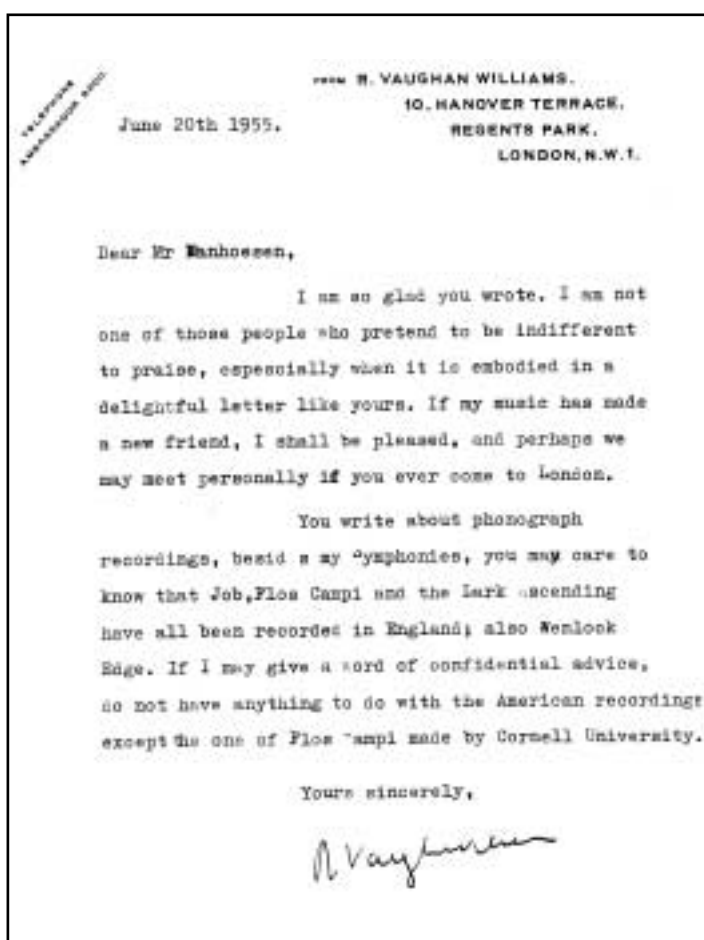 TELEPHONE
AMBASSADOR
FROM R. VAUGHAN WILLIAMS.
10. HANOVER TERRACE.
REGENTS PARK.
LONDON, N.W.1.
June 20th 1955.
Dear Mr Vanhoesen,
I am so glad you wrote. I am not
one of those people who pretend to be indifferent
to praise, especially when it is embodied in a
delightful letter like yours. If my music has made
a new friend, I shall be pleased, and perhaps we
may meet personally if you ever come to London.
You write about phonograph
recordings, besid s my symphonies, you may care to
know that Job, Flos Campi and the Lark Ascending
have all been recorded in England; also Wenlock
Edge. If I may give a word of confidential advice,
do not have anything to do with the American recordings
except the one of Flos Campi made by Cornell University.
Yours sincerely,
R Vaughan Williams